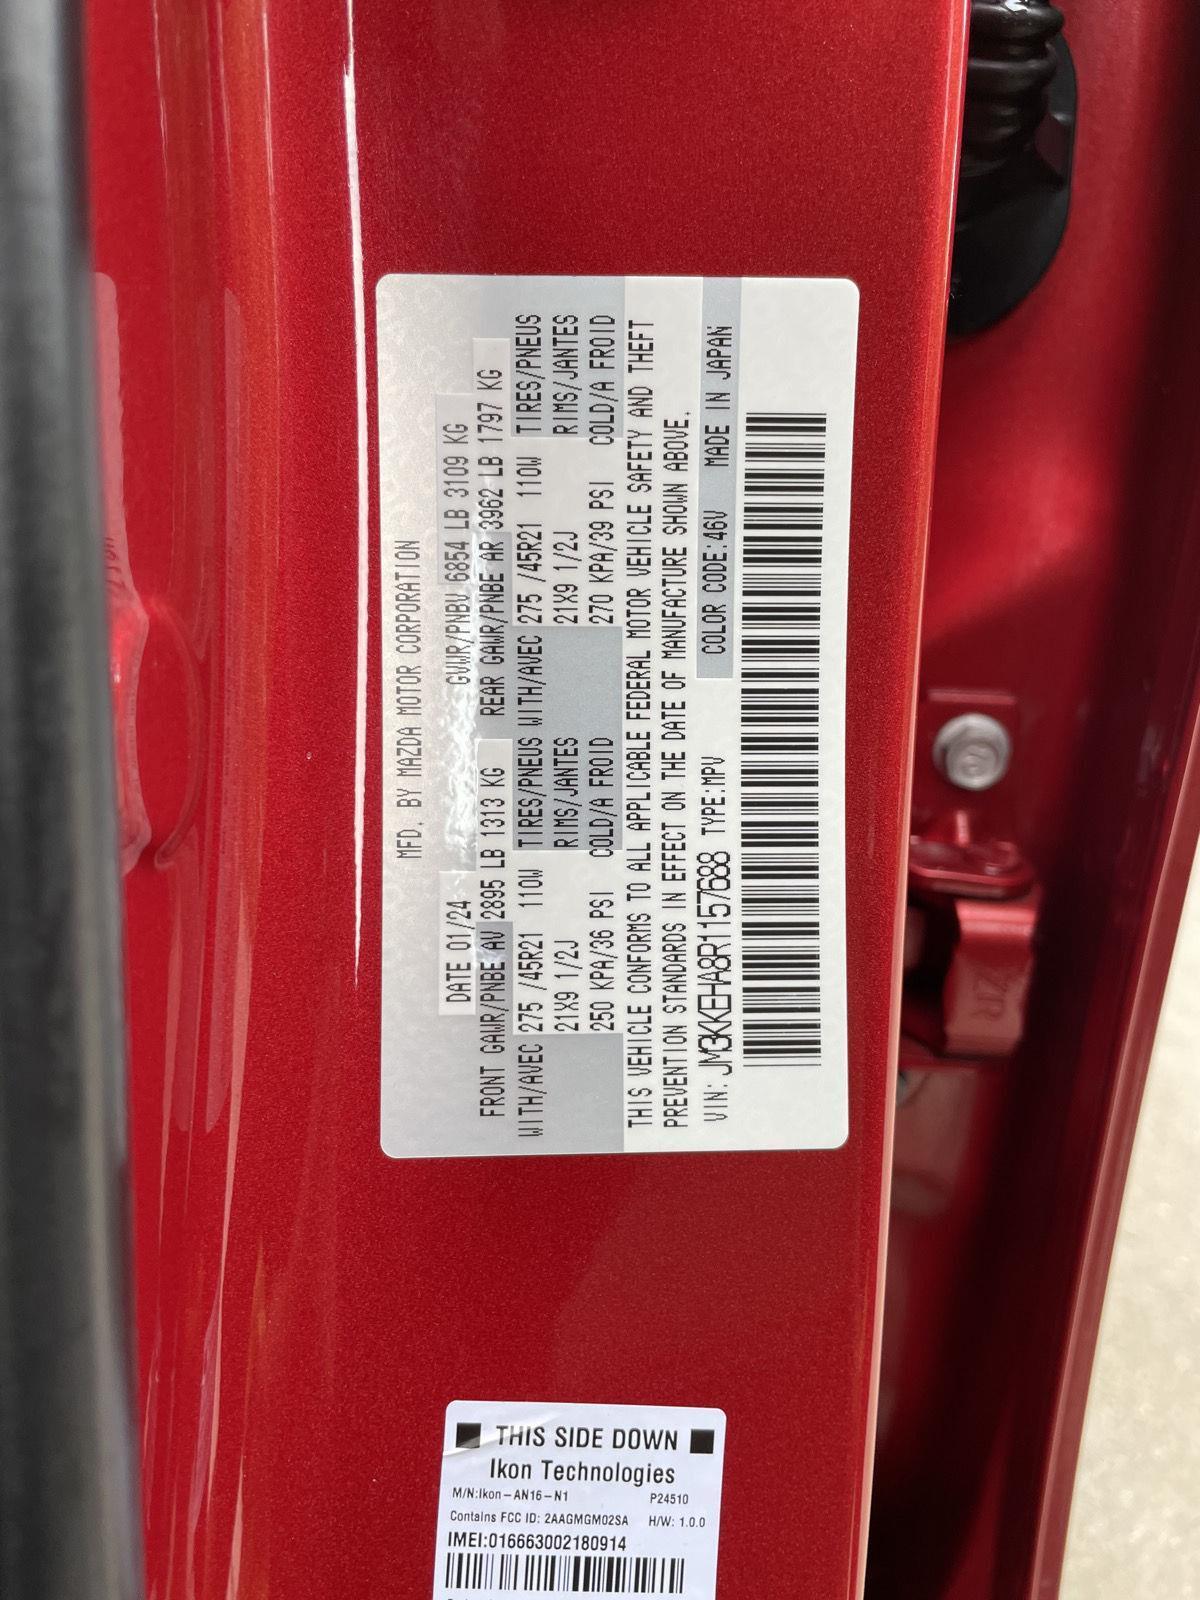 MFD. BY MAZDA MOTOR CORPORATION
DATE 01/24 GVWR/PNBV 6854 LB 3109 KG
FRONT GAWR/PNBE AV 2895 LB 1313 KG REAR GAWR/PNBE AR 3962 LB 1797 KG
WITH/AVEC 275 /45R21 110W TIRES/PNEUS WITH/AVEC 275 /45R21 110W TIRES/PNEUS
21X9 1/2J RIMS/JANTES 21X9 1/2J RIMS/JANTES
250 KPA/36 PSI COLD/A FROID 270 KPA/39 PSI COLD/A FROID
THIS VEHICLE CONFORMS TO ALL APPLICABLE FEDERAL MOTOR VEHICLE SAFETY AND THEFT
PREVENTION STANDARDS IN EFFECT ON THE DATE OF MANUFACTURE SHOWN ABOVE.
VIN: JM3KKEHA8R1157688 TYPE:MPV COLOR CODE:46V MADE IN JAPAN
THIS SIDE DOWN
Ikon Technologies
M/N:Ikon-AN16-N1 P24510
Contains FCC ID: 2AAGMGM02SA H/W: 1.0.0
IMEI:016663002180914